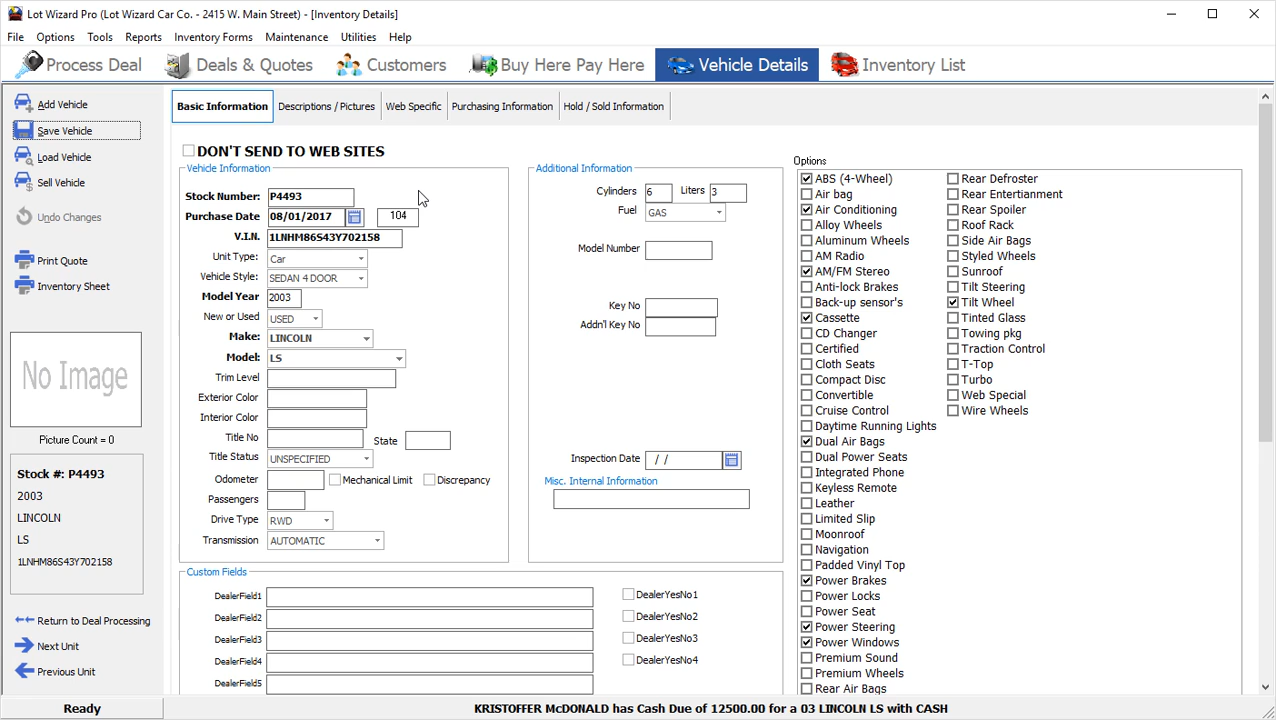 Lot Wizard Pro (Lot Wizard Car Co. - 2415 W. Main Street) - [Inventory Details]
File Options Tools Reports Inventory Forms Maintenance Utilities Help
Process Deal Deals & Quotes Customers Buy Here Pay Here Vehicle Details Inventory List
Add Vehicle
Save Vehicle
Load Vehicle
Sell Vehicle
Undo Changes
Print Quote
Inventory Sheet
No Image
Picture Count = 0
Stock #: P4493
2003
LINCOLN
LS
1LNHM86S43Y702158
Return to Deal Processing
Next Unit
Previous Unit
Basic Information Descriptions / Pictures Web Specific Purchasing Information Hold / Sold Information
DON'T SEND TO WEB SITES
Vehicle Information
Stock Number: P4493
Purchase Date 08/01/2017 104
V.I.N. 1LNHM86S43Y702158
Unit Type: Car
Vehicle Style: SEDAN 4 DOOR
Model Year 2003
New or Used USED
Make: LINCOLN
Model: LS
Trim Level
Exterior Color
Interior Color
Title No State
Title Status UNSPECIFIED
Odometer Mechanical Limit Discrepancy
Passengers
Drive Type RWD
Transmission AUTOMATIC
Additional Information
Cylinders 6 Liters 3
Fuel GAS
Model Number
Key No
Addn'l Key No
Inspection Date / /
Misc. Internal Information
Custom Fields
DealerField1 DealerYesNo1
DealerField2 DealerYesNo2
DealerField3 DealerYesNo3
DealerField4 DealerYesNo4
DealerField5
Options
ABS (4-Wheel)
Air bag
Air Conditioning
Alloy Wheels
Aluminum Wheels
AM Radio
AM/FM Stereo
Anti-lock Brakes
Back-up sensor's
Cassette
CD Changer
Certified
Cloth Seats
Compact Disc
Convertible
Cruise Control
Daytime Running Lights
Dual Air Bags
Dual Power Seats
Integrated Phone
Keyless Remote
Leather
Limited Slip
Moonroof
Navigation
Padded Vinyl Top
Power Brakes
Power Locks
Power Seat
Power Steering
Power Windows
Premium Sound
Premium Wheels
Rear Air Bags
Rear Defroster
Rear Entertianment
Rear Spoiler
Roof Rack
Side Air Bags
Styled Wheels
Sunroof
Tilt Steering
Tilt Wheel
Tinted Glass
Towing pkg
Traction Control
T-Top
Turbo
Web Special
Wire Wheels
Ready
KRISTOFFER McDONALD has Cash Due of 12500.00 for a 03 LINCOLN LS with CASH